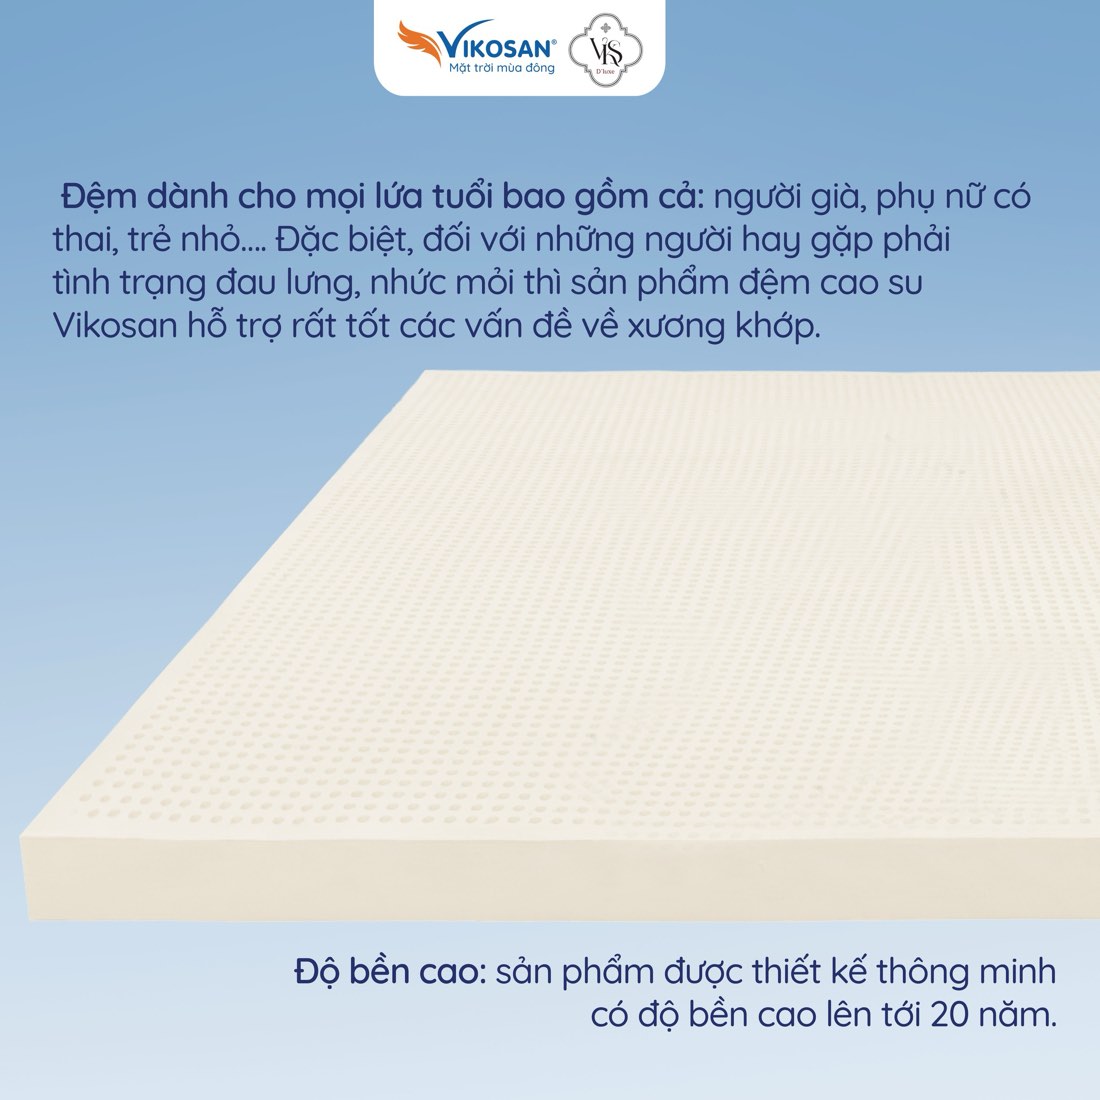 VIKOSAN®
Mặt trời mùa đông
VKS
D'luxe
Đệm dành cho mọi lứa tuổi bao gồm cả: người già, phụ nữ có
thai, trẻ nhỏ.... Đặc biệt, đối với những người hay gặp phải
tình trạng đau lưng, nhức mỏi thì sản phẩm đệm cao su
Vikosan hỗ trợ rất tốt các vấn đề về xương khớp.
Độ bền cao: sản phẩm được thiết kế thông minh
có độ bền cao lên tới 20 năm.